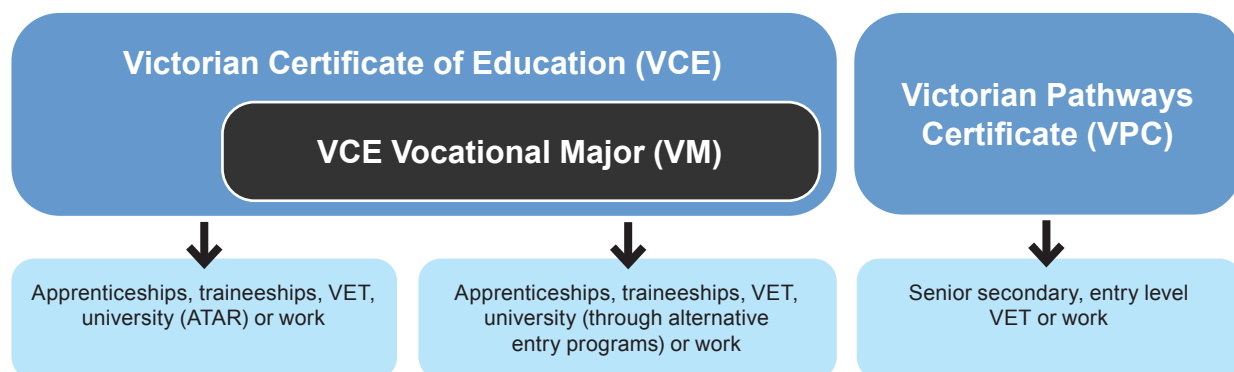 Victorian Certificate of Education (VCE)
VCE Vocational Major (VM)
Victorian Pathways
Certificate (VPC)
Apprenticeships, traineeships, VET,
university (ATAR) or work
Apprenticeships, traineeships, VET,
university (through alternative
entry programs) or work
Senior secondary, entry level
VET or work